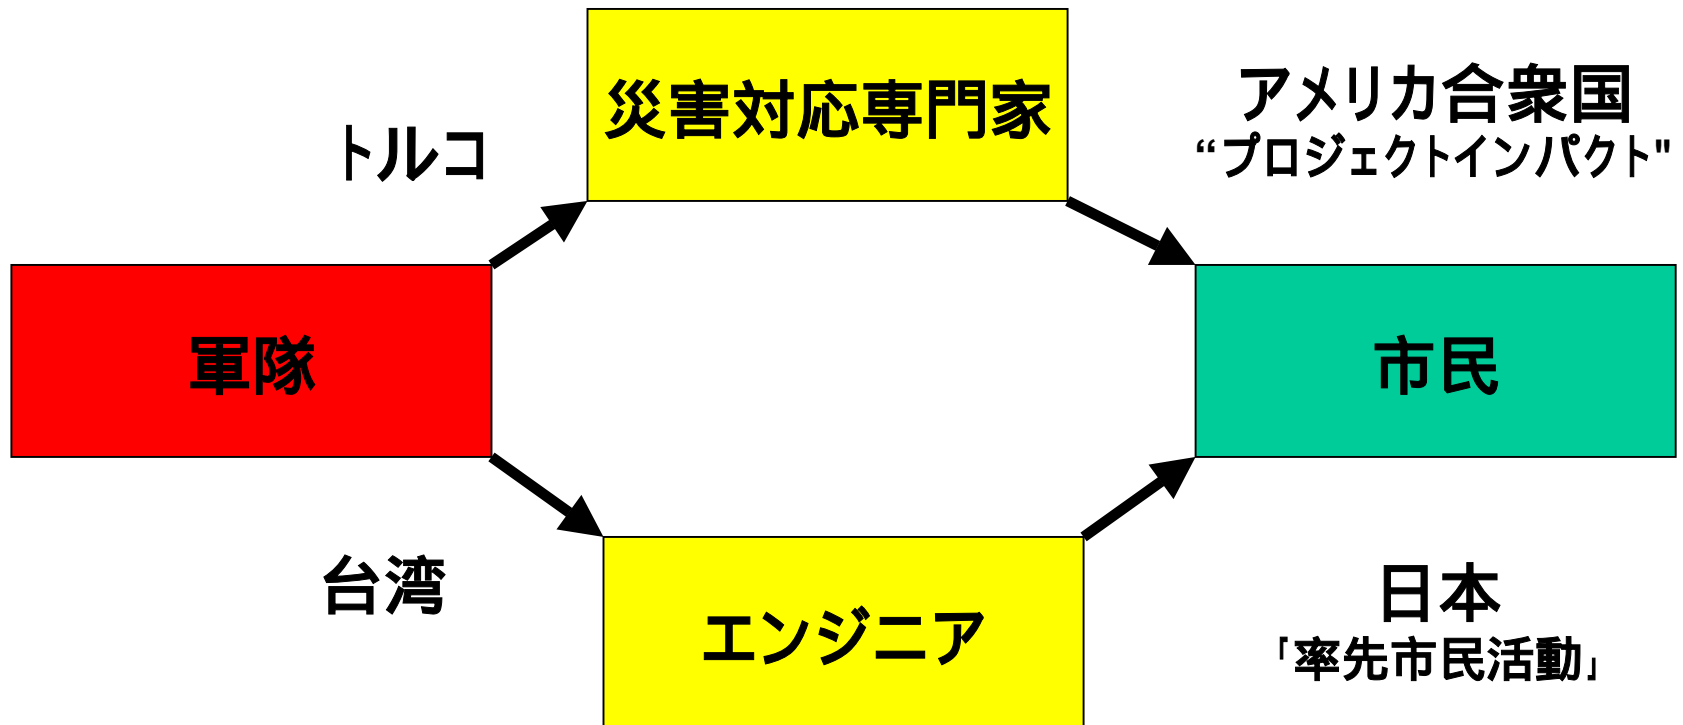 災害対応専門家
アメリカ合衆国
“プロジェクトインパクト"
トルコ
軍隊
市民
台湾
エンジニア
日本
「率先市民活動」